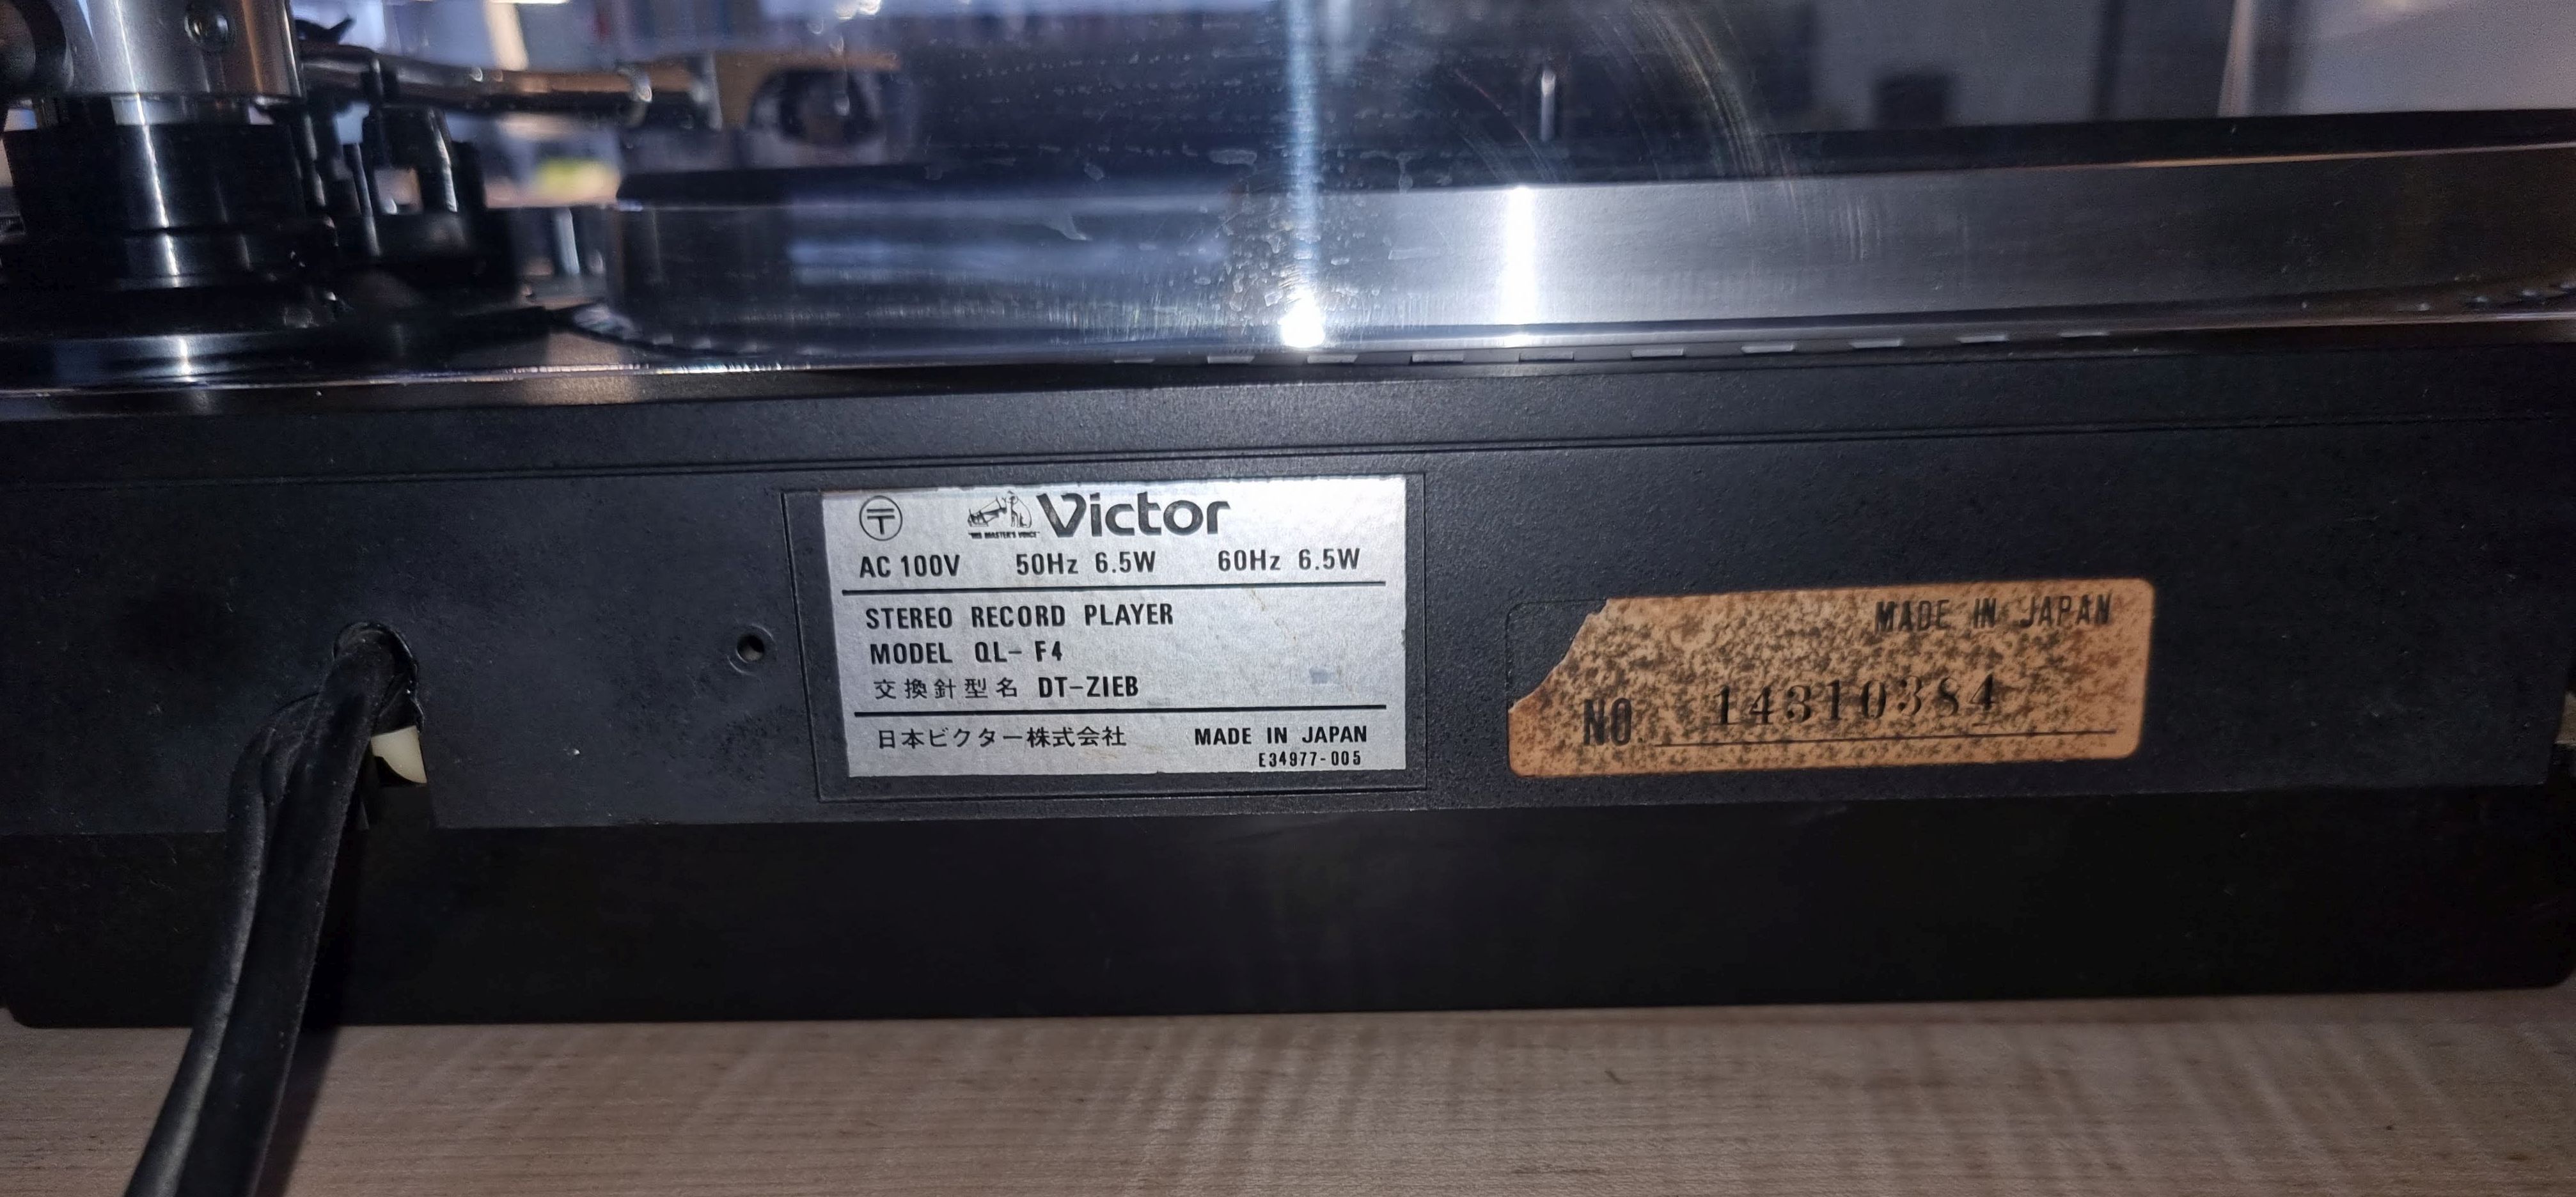 〒 "HIS MASTER'S VOICE" Victor
AC 100V 50Hz 6.5W 60Hz 6.5W
STEREO RECORD PLAYER
MODEL QL-F4
交換針型名 DT-Z1EB
日本ビクター株式会社 MADE IN JAPAN
E34977-005
MADE IN JAPAN
NO. 14310384